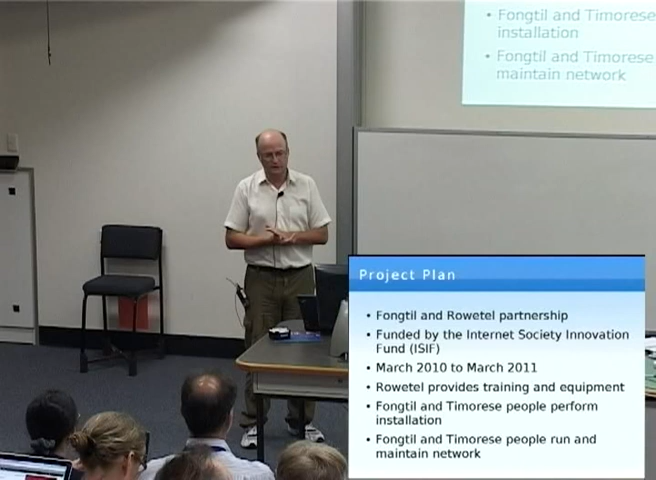 • Fongtil and Timorese
installation
• Fongtil and Timorese
maintain network
Project Plan
• Fongtil and Rowetel partnership
• Funded by the Internet Society Innovation
Fund (ISIF)
• March 2010 to March 2011
• Rowetel provides training and equipment
• Fongtil and Timorese people perform
installation
• Fongtil and Timorese people run and
maintain network